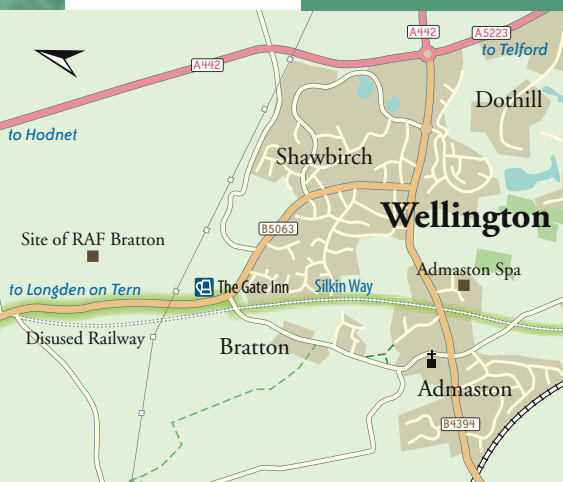 A442
A5223
to Telford
A442
Dothill
to Hodnet
Shawbirch
Wellington
B5063
Site of RAF Bratton
Admaston Spa
to Longden on Tern
The Gate Inn
Silkin Way
Disused Railway
Bratton
Admaston
B4394